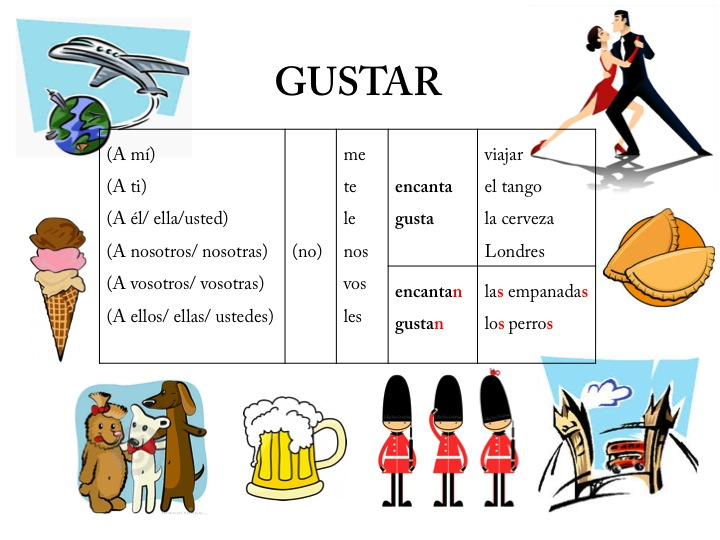 GUSTAR
(A mí)
(A ti)
(A él/ ella/usted)
(A nosotros/ nosotras)
(A vosotros/ vosotras)
(A ellos/ ellas/ ustedes)
(no)
me
te
le
nos
vos
les
encanta
gusta
viajar
el tango
la cerveza
Londres
encantan
gustan
las empanadas
los perros